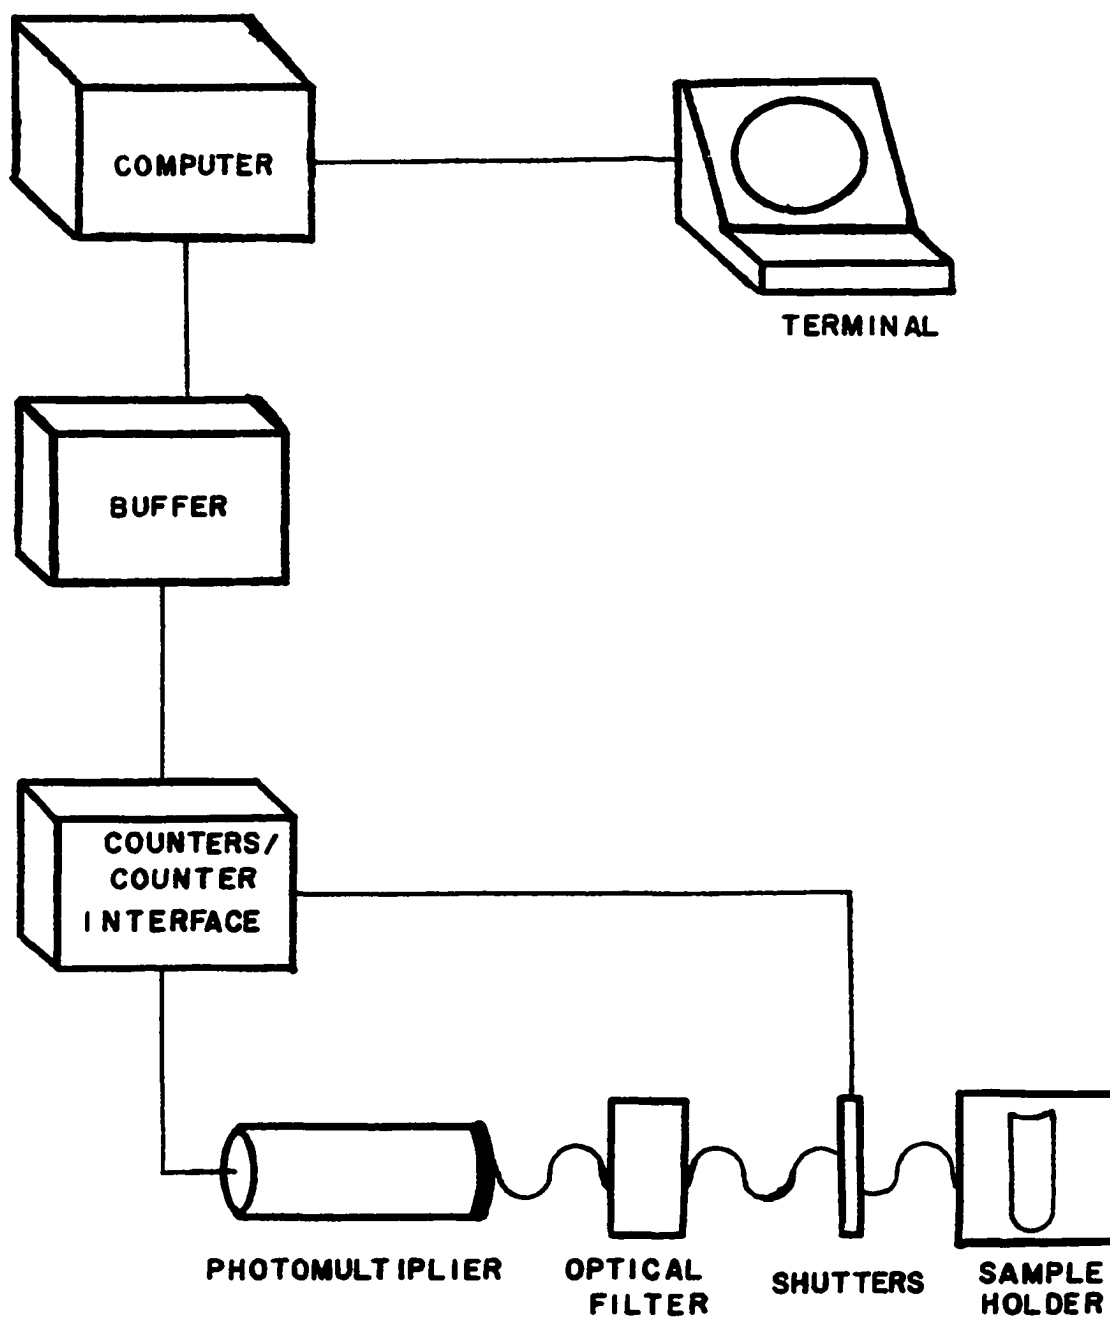 COMPUTER
TERMINAL
BUFFER
COUNTERS/
COUNTER
INTERFACE
PHOTOMULTIPLIER
OPTICAL
FILTER
SHUTTERS
SAMPLE
HOLDER